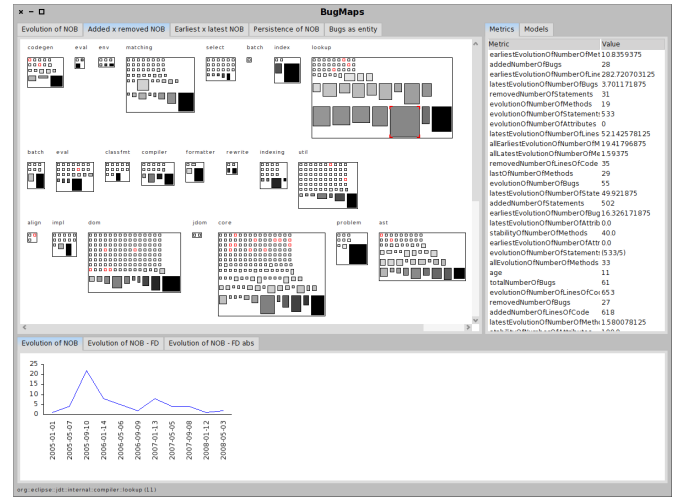 BugMaps
Evolution of NOB Added x removed NOB Earliest x latest NOB Persistence of NOB Bugs as entity
Metrics Models
codegen eval env matching select batch index lookup
batch eval classfmt compiler formatter rewrite indexing util
align impl dom jdom core problem ast
Metric Value
earliestEvolutionOfNumberOfMet 10.8359375
addedNumberOfBugs 28
earliestEvolutionOfNumberOfLine 282.720703125
latestEvolutionOfNumberOfBugs 3.701171875
removedNumberOfStatements 31
evolutionOfNumberOfMethods 19
evolutionOfNumberOfStatement: 533
evolutionOfNumberOfAttributes 0
latestEvolutionOfNumberOfLines 52.142578125
allEarliestEvolutionOfNumberOfM 19.41796875
allLatestEvolutionOfNumberOfMe 1.59375
removedNumberOfLinesOfCode 35
lastOfNumberOfMethods 29
evolutionOfNumberOfBugs 55
latestEvolutionOfNumberOfState 49.921875
addedNumberOfStatements 502
earliestEvolutionOfNumberOfBug 16.326171875
latestEvolutionOfNumberOfAttrib 0.0
stabilityOfNumberOfMethods 40.0
earliestEvolutionOfNumberOfAttr 0.0
evolutionOfNumberOfStatement: (533/5)
allEvolutionOfNumberOfMethods 33
age 11
totalNumberOfBugs 61
evolutionOfNumberOfLinesOfCo 653
removedNumberOfBugs 27
addedNumberOfLinesOfCode 618
latestEvolutionOfNumberOfMeth 1.580078125
stabilityOfNumberOfAttributes 100.0
Evolution of NOB Evolution of NOB - FD Evolution of NOB - FD abs
25
20
15
10
5
0
2005-01-01
2005-05-07
2005-09-10
2006-01-14
2006-05-06
2006-09-09
2007-01-13
2007-05-05
2007-09-08
2008-01-12
2008-05-03
org::eclipse::jdt::internal::compiler::lookup (11)